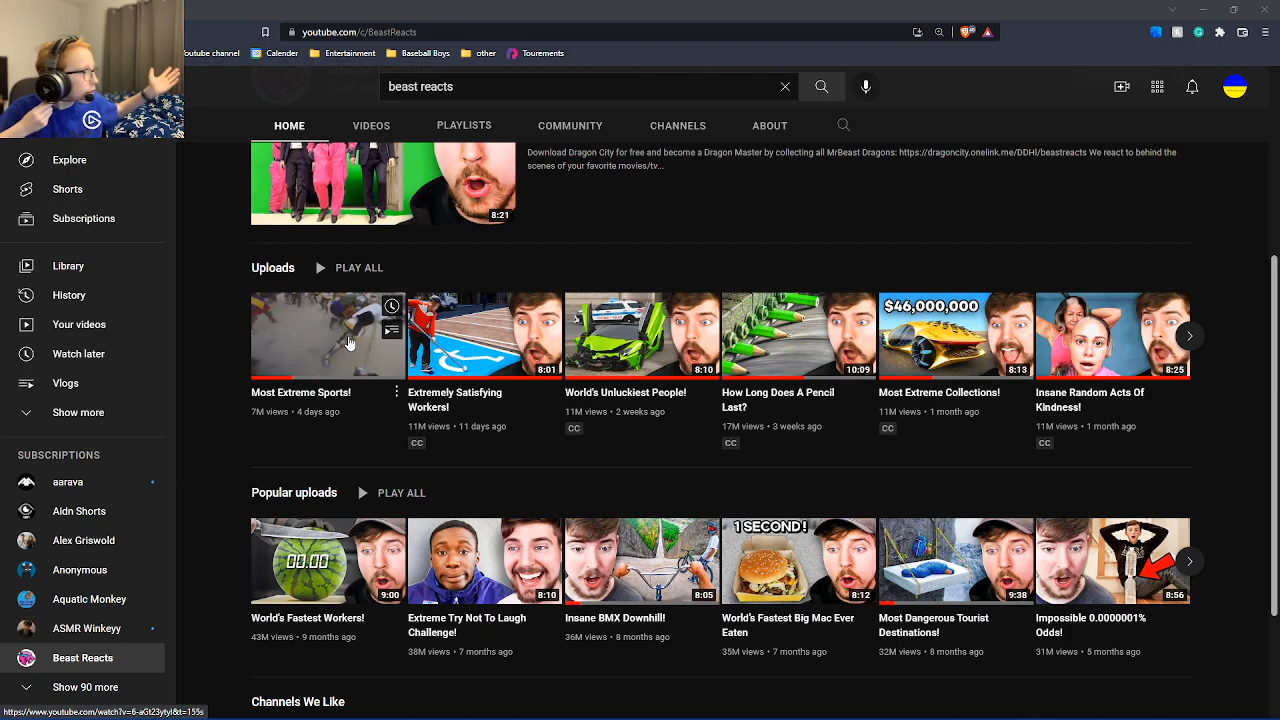 youtube.com/c/BeastReacts
outube channel
Calender
Entertainment
Baseball Boys
other
Tourements
beast reacts
HOME
VIDEOS
PLAYLISTS
COMMUNITY
CHANNELS
ABOUT
Explore
Shorts
Subscriptions
Library
History
Your videos
Watch later
Vlogs
Show more
SUBSCRIPTIONS
aarava
Aldn Shorts
Alex Griswold
Anonymous
Aquatic Monkey
ASMR Winkeyy
Beast Reacts
Show 90 more
Download Dragon City for free and become a Dragon Master by collecting all MrBeast Dragons: https://dragoncity.onelink.me/DDHl/beastreacts We react to behind the
scenes of your favorite movies/tv...
8:21
Uploads
PLAY ALL
Most Extreme Sports!
7M views • 4 days ago
8:01
Extremely Satisfying
Workers!
11M views • 11 days ago
CC
8:10
World's Unluckiest People!
11M views • 2 weeks ago
CC
10:09
How Long Does A Pencil
Last?
17M views • 3 weeks ago
CC
$46,000,000
8:13
Most Extreme Collections!
11M views • 1 month ago
CC
8:25
Insane Random Acts Of
Kindness!
11M views • 1 month ago
CC
Popular uploads
PLAY ALL
00:00
9:00
World's Fastest Workers!
43M views • 9 months ago
8:10
Extreme Try Not To Laugh
Challenge!
38M views • 7 months ago
8:05
Insane BMX Downhill!
36M views • 8 months ago
1 SECOND!
8:12
World's Fastest Big Mac Ever
Eaten
35M views • 7 months ago
9:38
Most Dangerous Tourist
Destinations!
32M views • 8 months ago
8:56
Impossible 0.0000001%
Odds!
31M views • 5 months ago
Channels We Like
https://www.youtube.com/watch?v=6-aGt23ytyI&t=155s